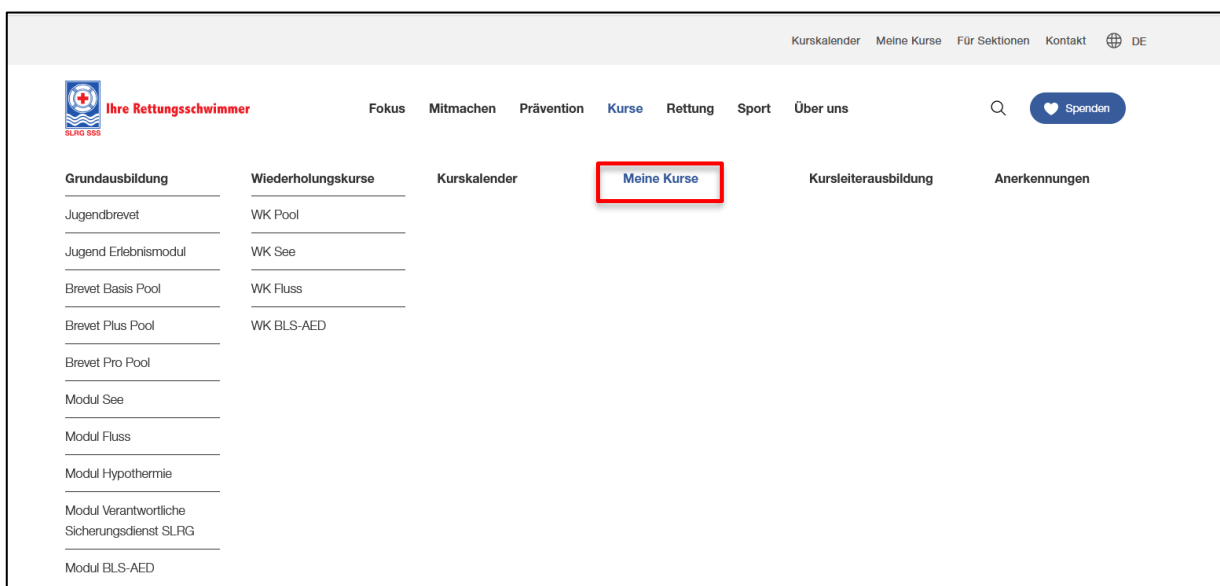 Kurskalender Meine Kurse Für Sektionen Kontakt DE
Ihre Rettungsschwimmer
SLRG SSS
Fokus Mitmachen Prävention Kurse Rettung Sport Über uns
Spenden
Grundausbildung
Jugendbrevet
Jugend Erlebnismodul
Brevet Basis Pool
Brevet Plus Pool
Brevet Pro Pool
Modul See
Modul Fluss
Modul Hypothermie
Modul Verantwortliche
Sicherungsdienst SLRG
Modul BLS-AED
Wiederholungskurse
WK Pool
WK See
WK Fluss
WK BLS-AED
Kurskalender
Meine Kurse
Kursleiterausbildung
Anerkennungen